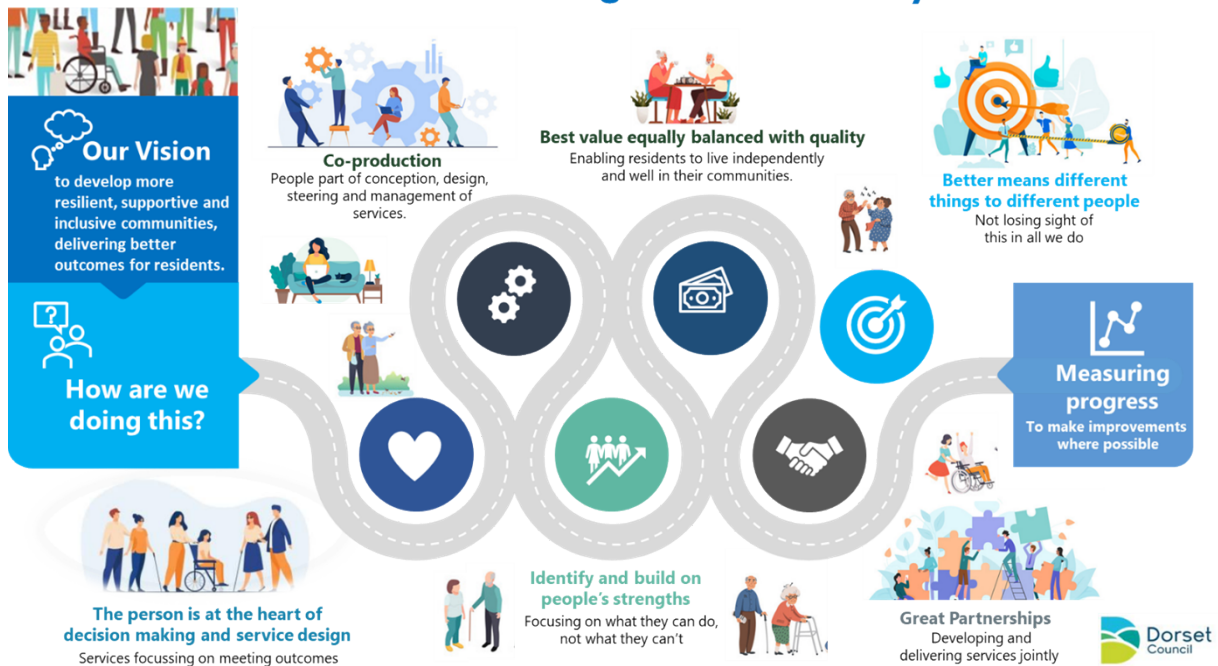 Our Vision
to develop more
resilient, supportive and
inclusive communities,
delivering better
outcomes for residents.
?
How are we
doing this?
Co-production
People part of conception, design,
steering and management of
services.
Best value equally balanced with quality
Enabling residents to live independently
and well in their communities.
Better means different
things to different people
Not losing sight of
this in all we do
Measuring
progress
To make improvements
where possible
The person is at the heart of
decision making and service design
Services focussing on meeting outcomes
Identify and build on
people's strengths
Focusing on what they can do,
not what they can't
Great Partnerships
Developing and
delivering services jointly
Dorset
Council